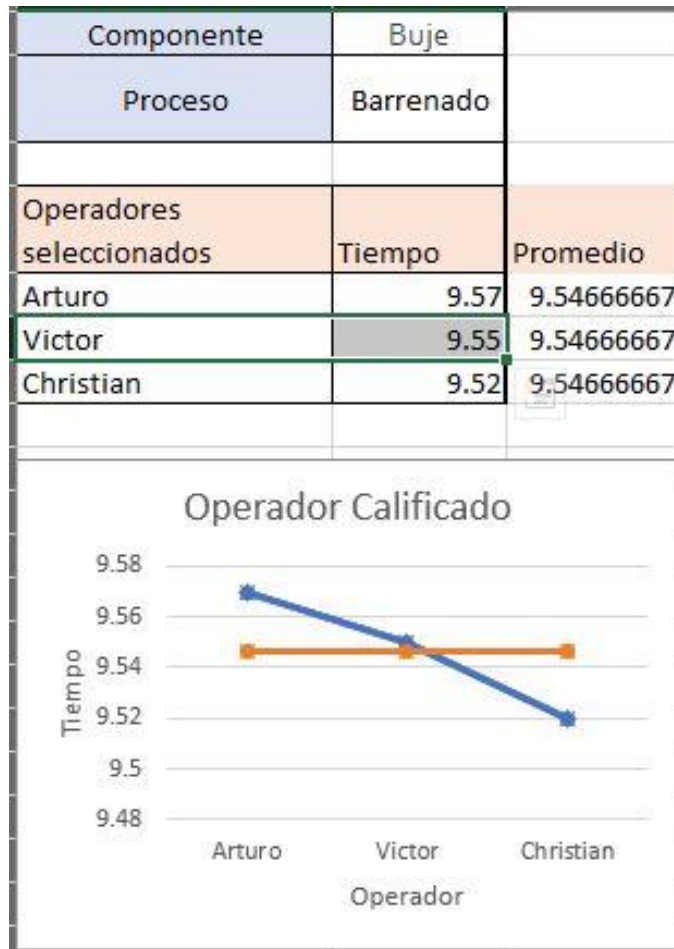 Componente Buje
Proceso Barrenado
Operadores
seleccionados Tiempo Promedio
Arturo 9.57 9.54666667
Victor 9.55 9.54666667
Christian 9.52 9.54666667
Operador Calificado
9.58
9.56
9.54
9.52
9.5
9.48
Tiempo
Arturo Victor Christian
Operador